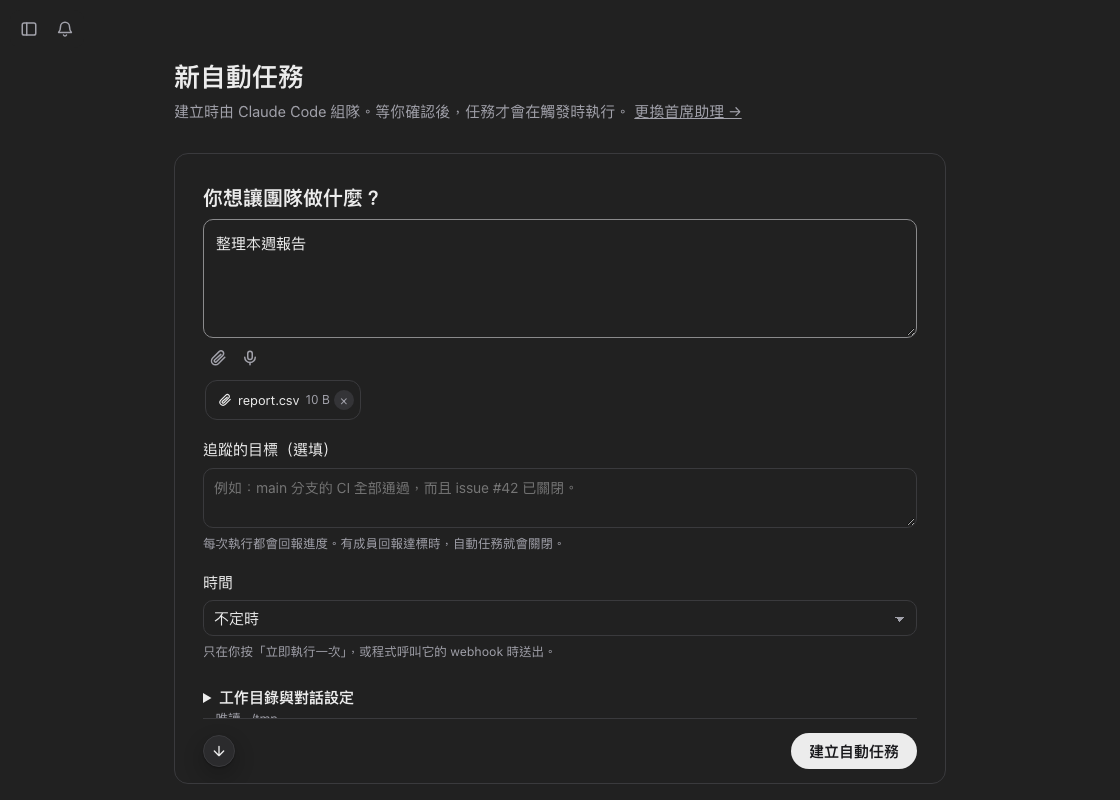 新自動任務
建立時由 Claude Code 組隊。等你確認後，任務才會在觸發時執行。 更換首席助理 →
你想讓團隊做什麼？
整理本週報告
report.csv 10 B ×
追蹤的目標（選填）
例如：main 分支的 CI 全部通過，而且 issue #42 已關閉。
每次執行都會回報進度。有成員回報達標時，自動任務就會關閉。
時間
不定時
只在你按「立即執行一次」，或程式呼叫它的 webhook 時送出。
工作目錄與對話設定
建立自動任務